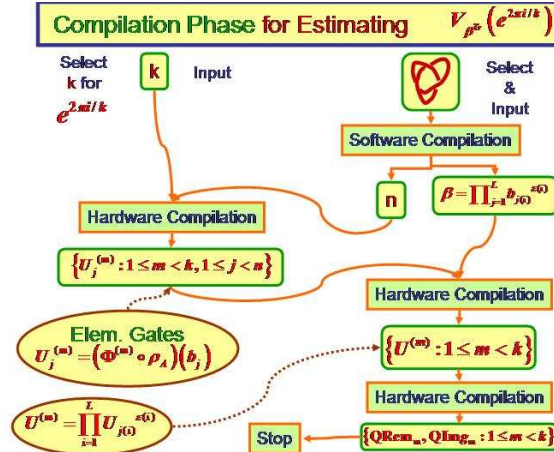 Compilation Phase for Estimating V_{β^{tr}}(e^{2πi/k})
Select
k for
e^{2πi/k}
k
Input
Select
&
Input
Software Compilation
n
β = ∏_{j=1}^{L} b_{j(i)}^{ε(i)}
Hardware Compilation
{U_j^{(m)} : 1 ≤ m < k, 1 ≤ j < n}
Hardware Compilation
Elem. Gates
U_j^{(m)} = (Φ^{(m)} ∘ ρ_A)(b_j)
{U^{(m)} : 1 ≤ m < k}
Hardware Compilation
U^{(m)} = ∏_{i=1}^{L} U_{j(i)}^{ε(i)}
Stop
{QRem_m, QImg_m : 1 ≤ m < k}